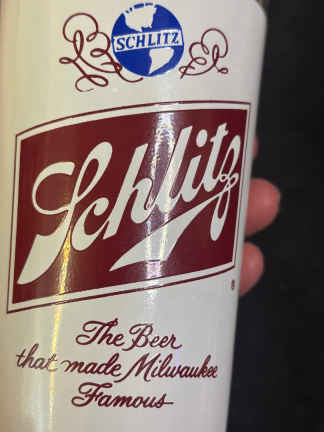 SCHLITZ
Schlitz
®
The Beer
that made Milwaukee
Famous